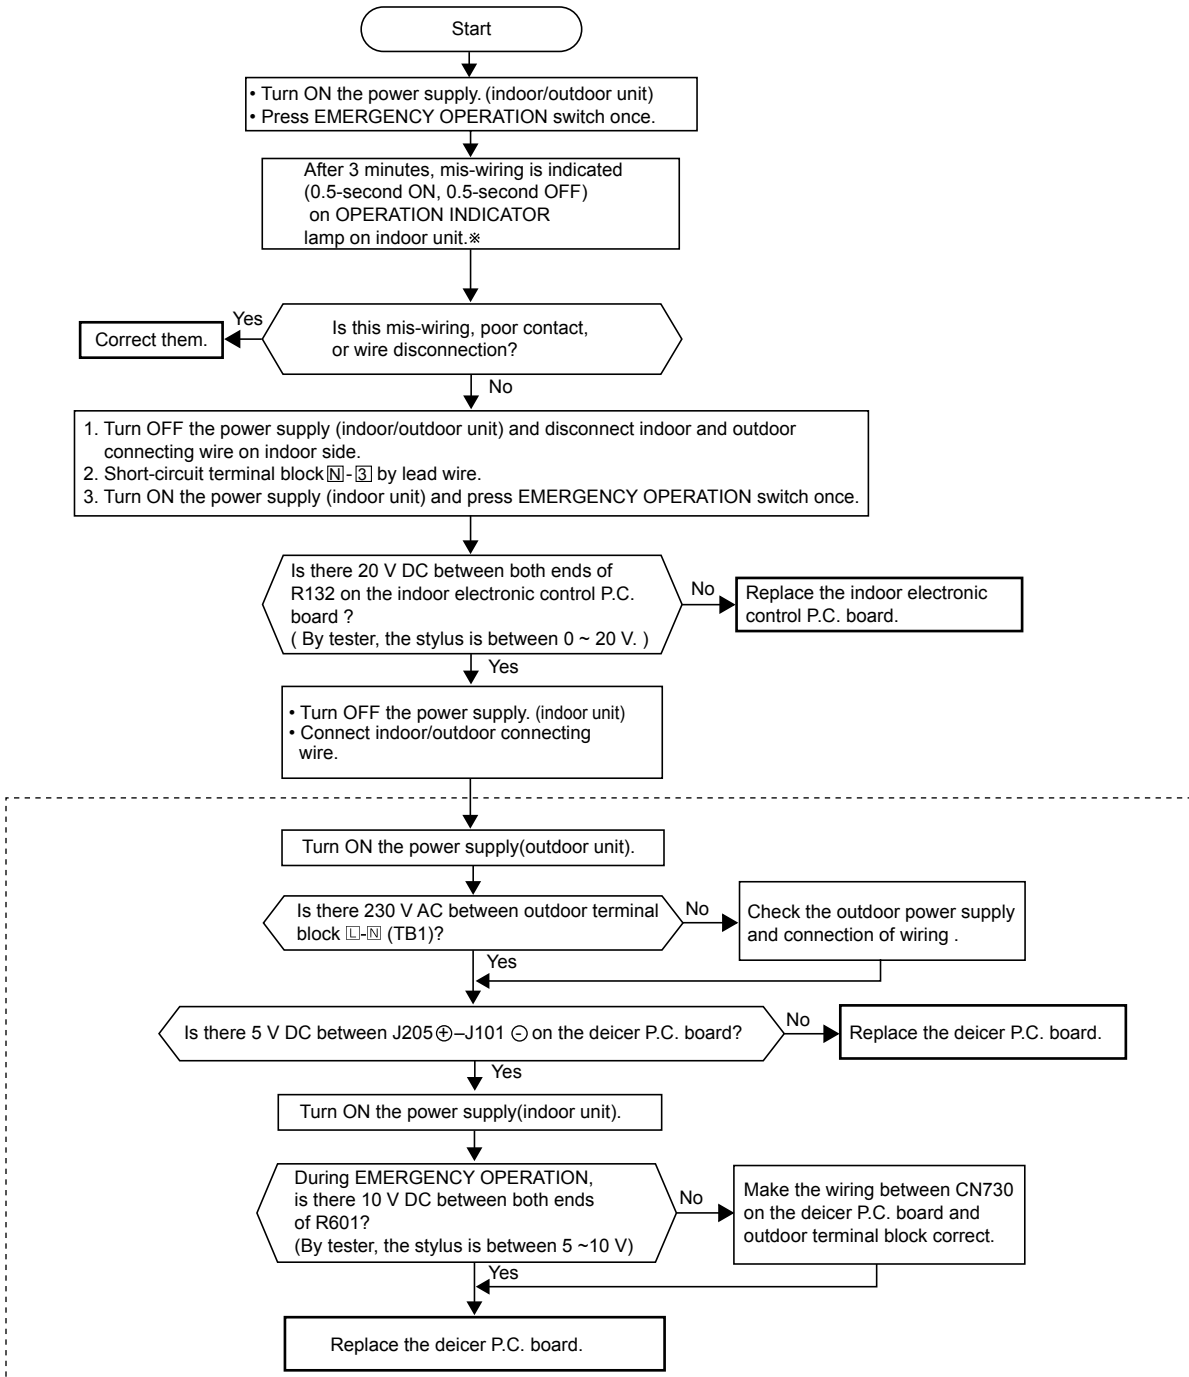 Start
• Turn ON the power supply. (indoor/outdoor unit)
• Press EMERGENCY OPERATION switch once.
After 3 minutes, mis-wiring is indicated
(0.5-second ON, 0.5-second OFF)
on OPERATION INDICATOR
lamp on indoor unit.※
Is this mis-wiring, poor contact,
or wire disconnection?
Yes
Correct them.
No
1. Turn OFF the power supply (indoor/outdoor unit) and disconnect indoor and outdoor
connecting wire on indoor side.
2. Short-circuit terminal block N - 3 by lead wire.
3. Turn ON the power supply (indoor unit) and press EMERGENCY OPERATION switch once.
Is there 20 V DC between both ends of
R132 on the indoor electronic control P.C.
board ?
( By tester, the stylus is between 0 ~ 20 V. )
No
Replace the indoor electronic
control P.C. board.
Yes
• Turn OFF the power supply. (indoor unit)
• Connect indoor/outdoor connecting
wire.
Turn ON the power supply(outdoor unit).
Is there 230 V AC between outdoor terminal
block L-N (TB1)?
No
Check the outdoor power supply
and connection of wiring .
Yes
Is there 5 V DC between J205 ⊕–J101 ⊖ on the deicer P.C. board?
No
Replace the deicer P.C. board.
Yes
Turn ON the power supply(indoor unit).
During EMERGENCY OPERATION,
is there 10 V DC between both ends
of R601?
(By tester, the stylus is between 5 ~10 V)
No
Make the wiring between CN730
on the deicer P.C. board and
outdoor terminal block correct.
Yes
Replace the deicer P.C. board.